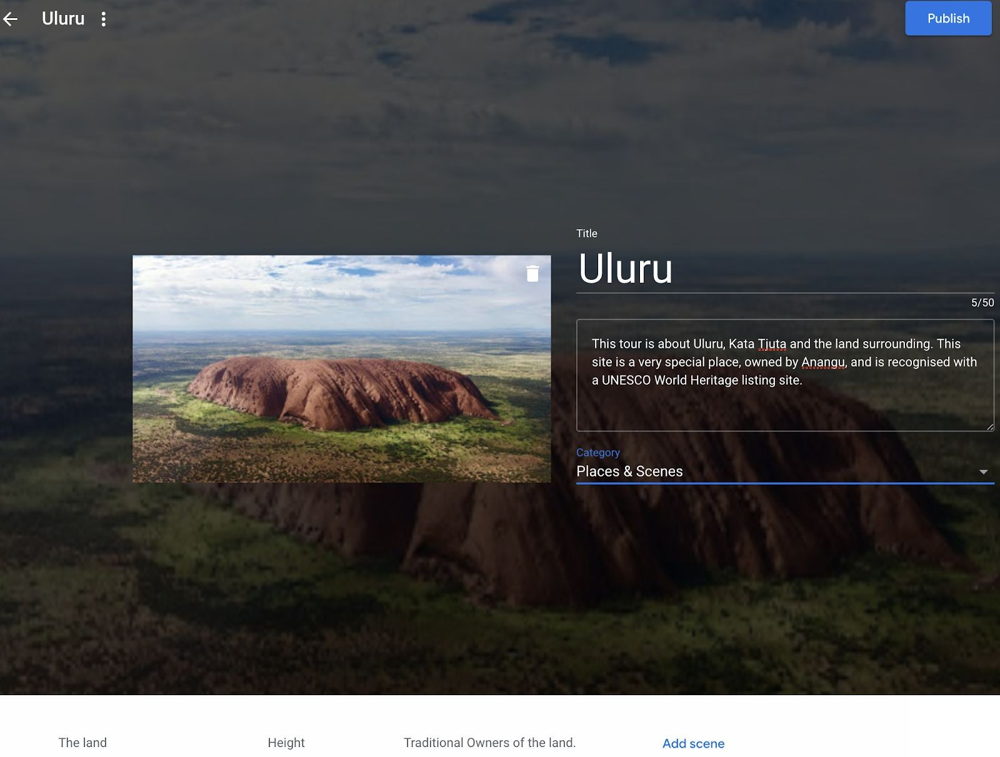 Uluru
Publish
Title
Uluru
5/50
This tour is about Uluru, Kata Tjuta and the land surrounding. This
site is a very special place, owned by Anangu, and is recognised with
a UNESCO World Heritage listing site.
Category
Places & Scenes
The land
Height
Traditional Owners of the land.
Add scene